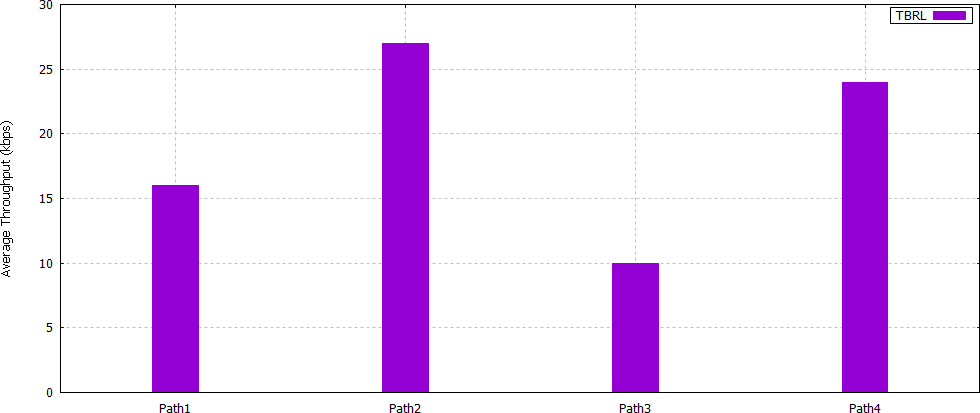 TBRL
Average Throughput (kbps)
30
25
20
15
10
5
0
Path1
Path2
Path3
Path4